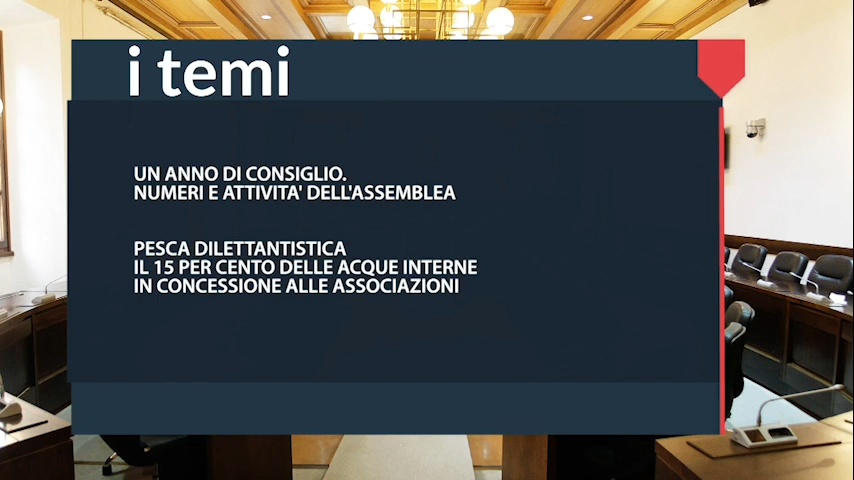 i temi
UN ANNO DI CONSIGLIO.
NUMERI E ATTIVITA' DELL'ASSEMBLEA
PESCA DILETTANTISTICA
IL 15 PER CENTO DELLE ACQUE INTERNE
IN CONCESSIONE ALLE ASSOCIAZIONI